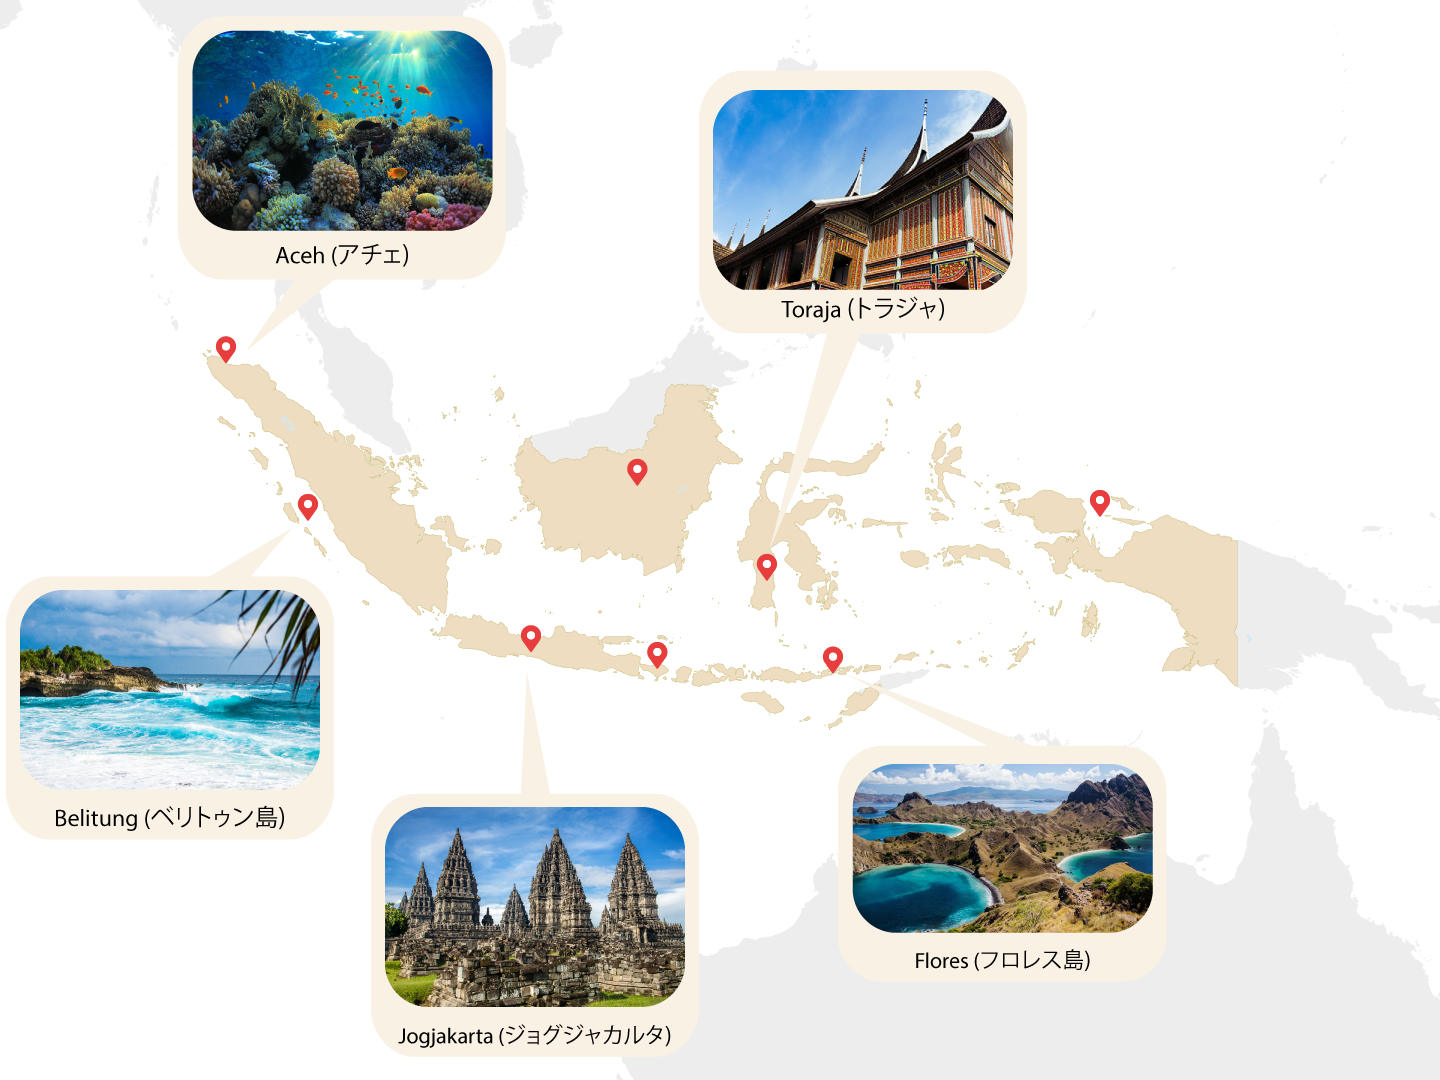 Aceh (アチェ)
Toraja (トラジャ)
Belitung (ベリトゥン島)
Jogjakarta (ジョグジャカルタ)
Flores (フロレス島)